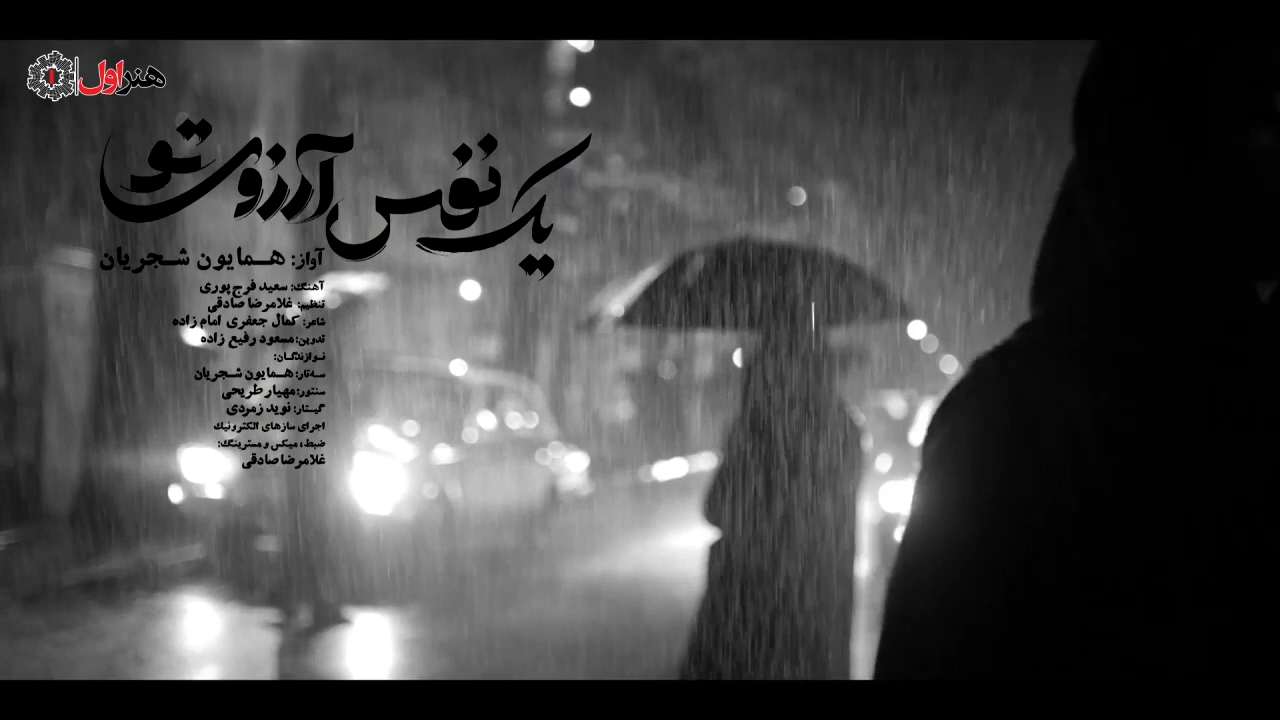 هنر اول
یک نفس آرزوی تو
آواز: همایون شجریان
آهنگ: سعید فرج‌پوری
تنظیم: غلامرضا صادقی
شاعر: کمال جعفری امام زاده
تدوین: مسعود رفیع زاده
نوازندگان:
سه‌تار: همایون شجریان
سنتور: مهیار طریحی
گیتار: نوید زمردی
اجرای سازهای الکترونیک
ضبط، میکس و مسترینگ:
غلامرضا صادقی